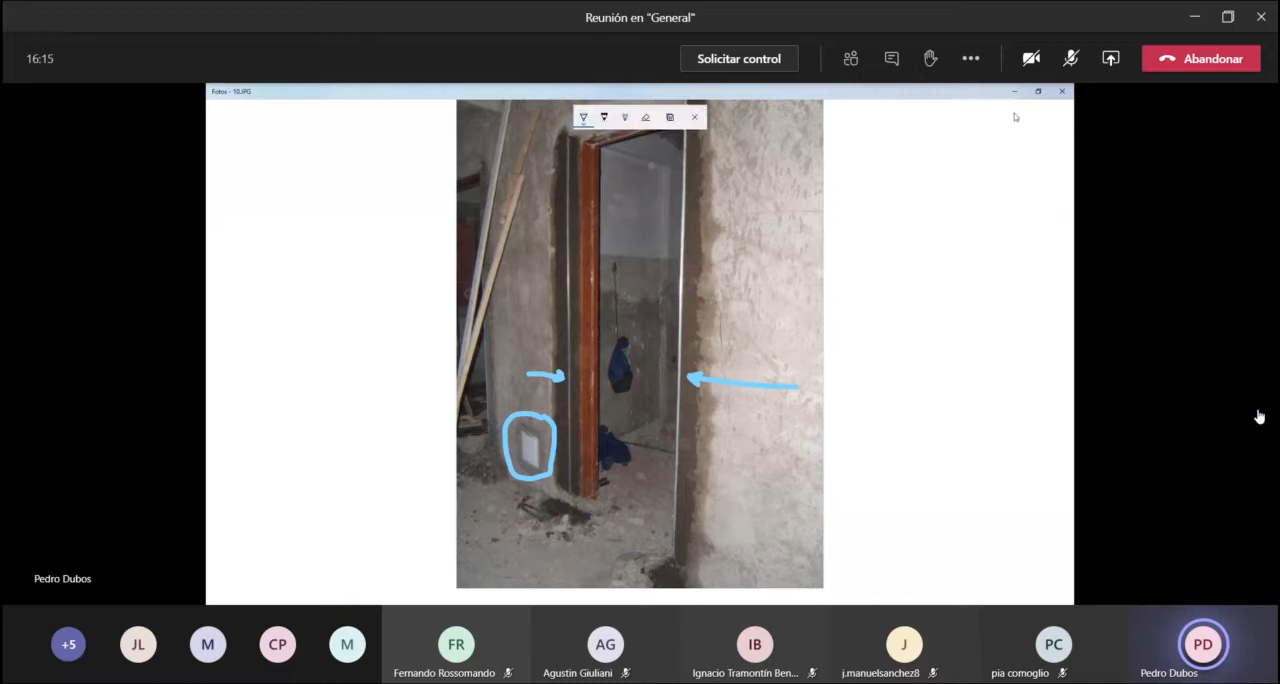 Reunión en "General"
16:15
Solicitar control
Abandonar
Fotos - 10.JPG
Pedro Dubos
+5
JL
M
CP
M
FR
AG
IB
J
PC
PD
Fernando Rossomando
Agustin Giuliani
Ignacio Tramontín Ben...
j.manuelsanchez8
pia comoglio
Pedro Dubos